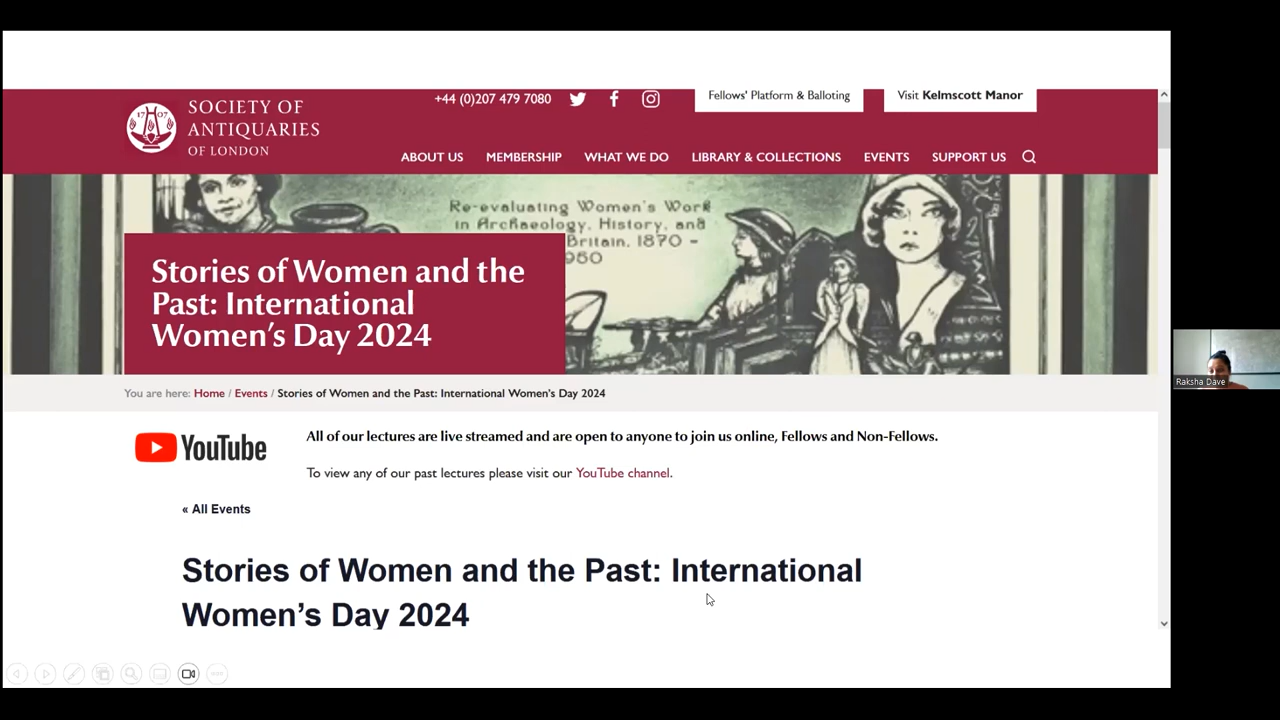 +44 (0)207 479 7080
Fellows' Platform & Balloting
Visit Kelmscott Manor
1707
SOCIETY OF
ANTIQUARIES
OF LONDON
ABOUT US
MEMBERSHIP
WHAT WE DO
LIBRARY & COLLECTIONS
EVENTS
SUPPORT US
Re-evaluating Women's Work
in Archaeology, History, and
Britain, 1870 -
950
Stories of Women and the
Past: International
Women's Day 2024
You are here: Home / Events / Stories of Women and the Past: International Women's Day 2024
YouTube
All of our lectures are live streamed and are open to anyone to join us online, Fellows and Non-Fellows.
To view any of our past lectures please visit our YouTube channel.
« All Events
Stories of Women and the Past: International
Women's Day 2024
Raksha Dave